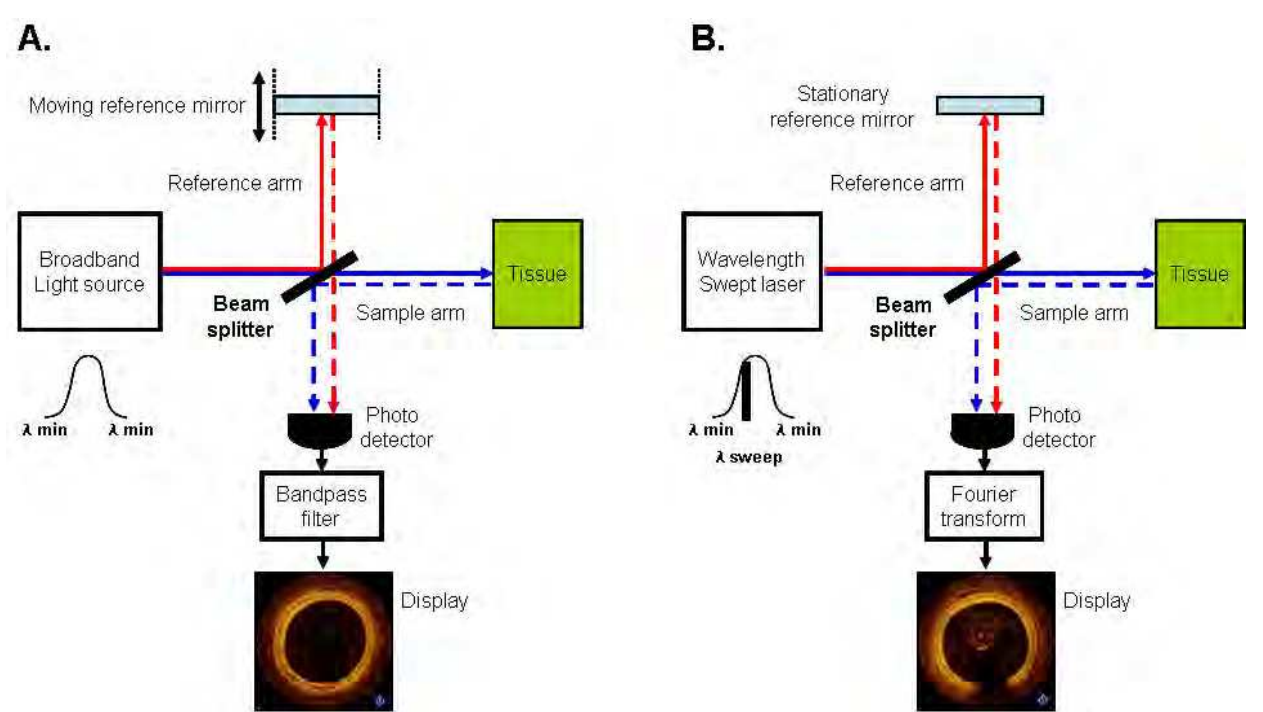 A.
Moving reference mirror
Reference arm
Broadband
Light source
Tissue
Beam
splitter
Sample arm
λ min
λ min
Photo
detector
Bandpass
filter
Display
B.
Stationary
reference mirror
Reference arm
Wavelength
Swept laser
Tissue
Beam
splitter
Sample arm
λ min
λ min
λ sweep
Photo
detector
Fourier
transform
Display